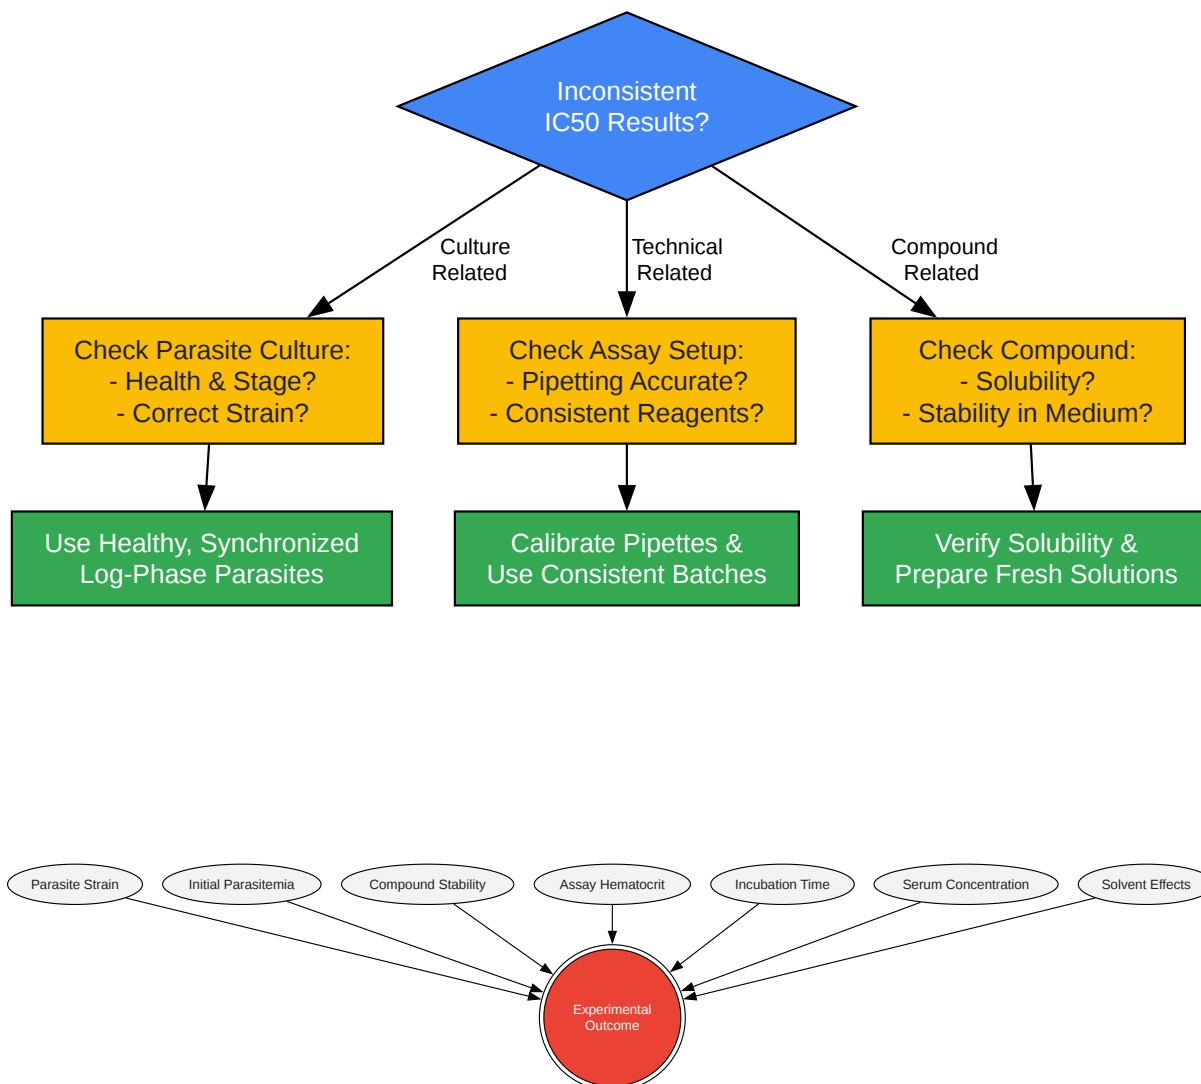 Inconsistent
IC50 Results?
Culture
Related
Technical
Related
Compound
Related
Check Parasite Culture:
- Health & Stage?
- Correct Strain?
Check Assay Setup:
- Pipetting Accurate?
- Consistent Reagents?
Check Compound:
- Solubility?
- Stability in Medium?
Use Healthy, Synchronized
Log-Phase Parasites
Calibrate Pipettes &
Use Consistent Batches
Verify Solubility &
Prepare Fresh Solutions
Parasite Strain
Initial Parasitemia
Compound Stability
Assay Hematocrit
Incubation Time
Serum Concentration
Solvent Effects
Experimental
Outcome